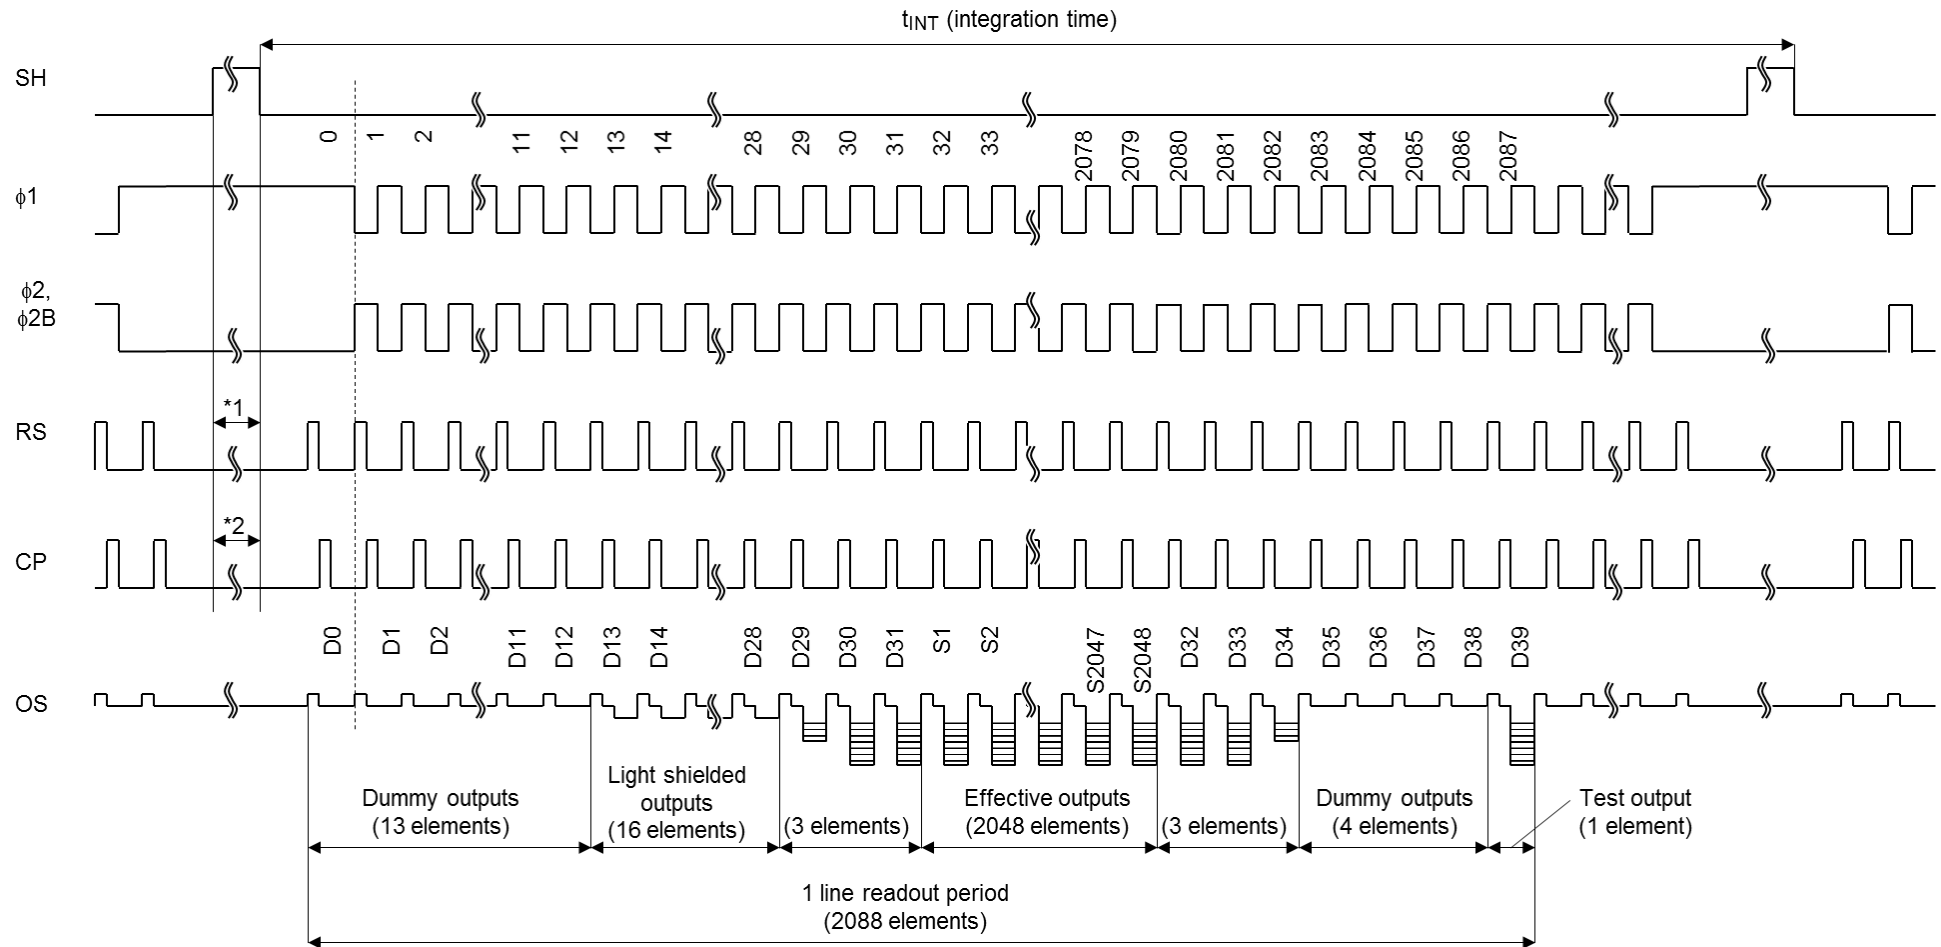 tINT (integration time)
SH
0 1 2 11 12 13 14 28 29 30 31 32 33 2078 2079 2080 2081 2082 2083 2084 2085 2086 2087
ϕ1
ϕ2,
ϕ2B
*1
RS
*2
CP
D0 D1 D2 D11 D12 D13 D14 D28 D29 D30 D31 S1 S2 S2047 S2048 D32 D33 D34 D35 D36 D37 D38 D39
OS
Dummy outputs
(13 elements)
Light shielded
outputs
(16 elements)
(3 elements)
Effective outputs
(2048 elements)
(3 elements)
Dummy outputs
(4 elements)
Test output
(1 element)
1 line readout period
(2088 elements)